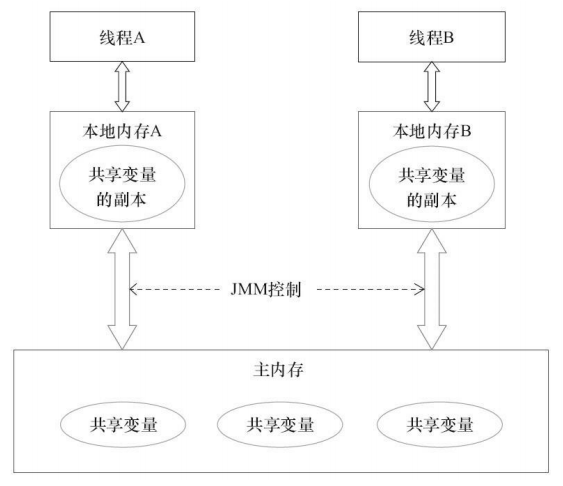 线程A
线程B
本地内存A
本地内存B
共享变量
的副本
共享变量
的副本
JMM控制
主内存
共享变量
共享变量
共享变量